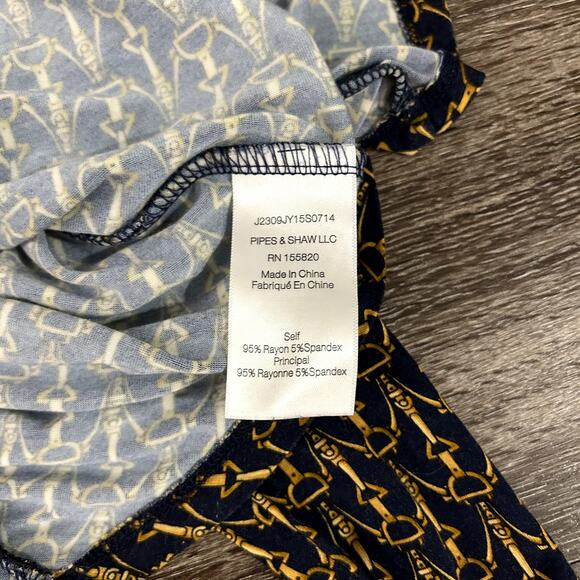 J2309JY15S0714
PIPES & SHAW LLC
RN 155820
Made In China
Fabriqué En Chine
Self
95% Rayon 5%Spandex
Principal
95% Rayonne 5%Spandex